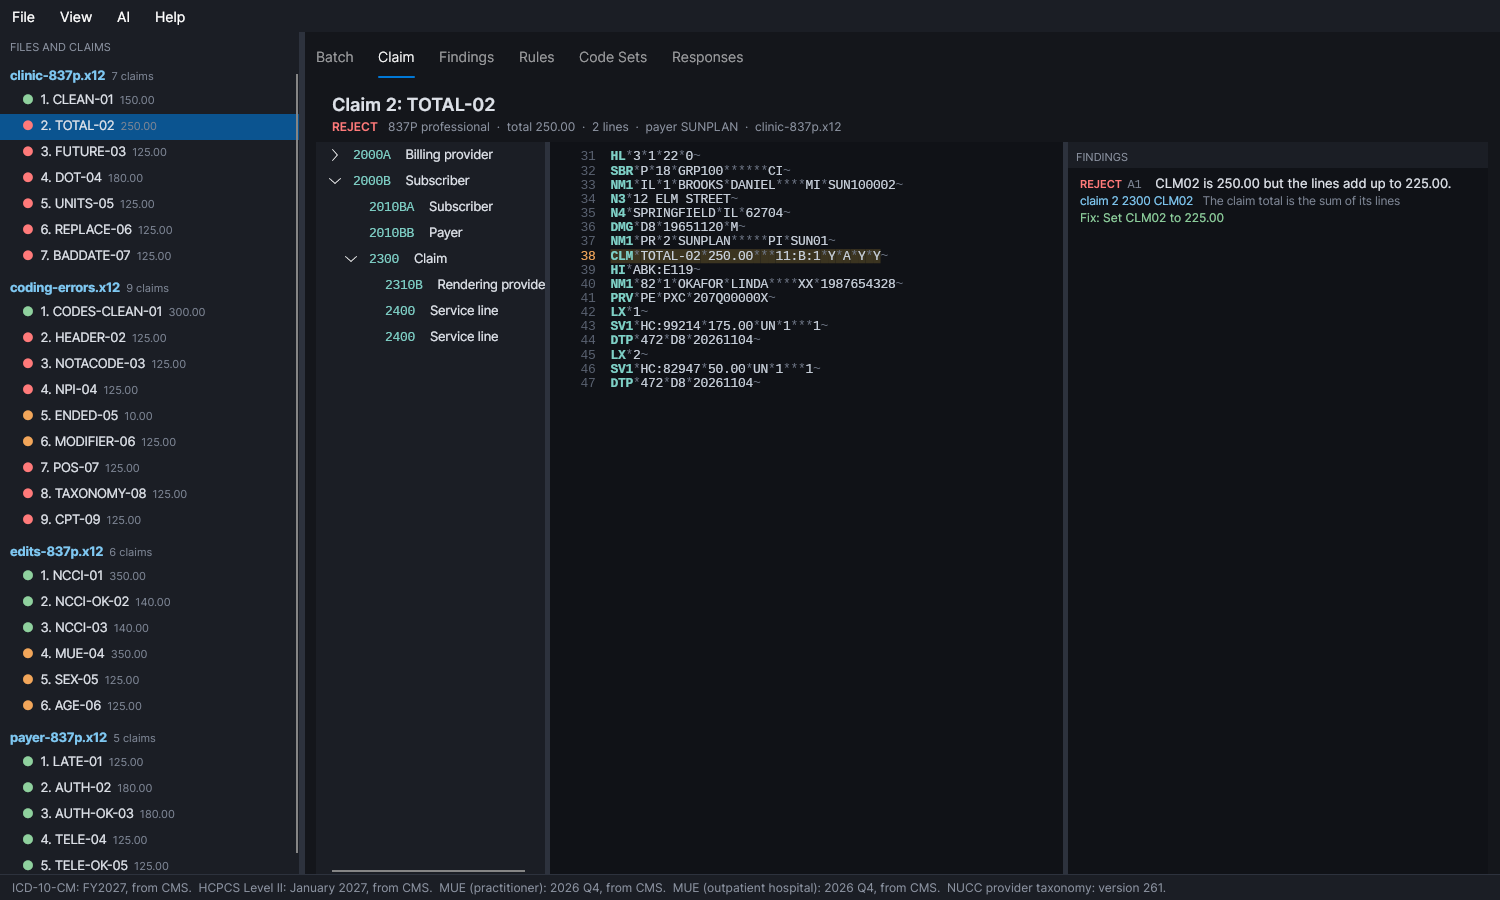 File View AI Help
FILES AND CLAIMS
clinic-837p.x12 7 claims
1. CLEAN-01 150.00
2. TOTAL-02 250.00
3. FUTURE-03 125.00
4. DOT-04 180.00
5. UNITS-05 125.00
6. REPLACE-06 125.00
7. BADDATE-07 125.00
coding-errors.x12 9 claims
1. CODES-CLEAN-01 300.00
2. HEADER-02 125.00
3. NOTACODE-03 125.00
4. NPI-04 125.00
5. ENDED-05 10.00
6. MODIFIER-06 125.00
7. POS-07 125.00
8. TAXONOMY-08 125.00
9. CPT-09 125.00
edits-837p.x12 6 claims
1. NCCI-01 350.00
2. NCCI-OK-02 140.00
3. NCCI-03 140.00
4. MUE-04 350.00
5. SEX-05 125.00
6. AGE-06 125.00
payer-837p.x12 5 claims
1. LATE-01 125.00
2. AUTH-02 180.00
3. AUTH-OK-03 180.00
4. TELE-04 125.00
5. TELE-OK-05 125.00
Batch Claim Findings Rules Code Sets Responses
Claim 2: TOTAL-02
REJECT 837P professional · total 250.00 · 2 lines · payer SUNPLAN · clinic-837p.x12
2000A Billing provider
2000B Subscriber
2010BA Subscriber
2010BB Payer
2300 Claim
2310B Rendering provide
2400 Service line
2400 Service line
31 HL*3*1*22*0~
32 SBR*P*18*GRP100******CI~
33 NM1*IL*1*BROOKS*DANIEL****MI*SUN100002~
34 N3*12 ELM STREET~
35 N4*SPRINGFIELD*IL*62704~
36 DMG*D8*19651120*M~
37 NM1*PR*2*SUNPLAN*****PI*SUN01~
38 CLM*TOTAL-02*250.00***11:B:1*Y*A*Y*Y~
39 HI*ABK:E119~
40 NM1*82*1*OKAFOR*LINDA****XX*1987654328~
41 PRV*PE*PXC*207Q00000X~
42 LX*1~
43 SV1*HC:99214*175.00*UN*1***1~
44 DTP*472*D8*20261104~
45 LX*2~
46 SV1*HC:82947*50.00*UN*1***1~
47 DTP*472*D8*20261104~
FINDINGS
REJECT A1 CLM02 is 250.00 but the lines add up to 225.00.
claim 2 2300 CLM02 The claim total is the sum of its lines
Fix: Set CLM02 to 225.00
ICD-10-CM: FY2027, from CMS. HCPCS Level II: January 2027, from CMS. MUE (practitioner): 2026 Q4, from CMS. MUE (outpatient hospital): 2026 Q4, from CMS. NUCC provider taxonomy: version 261.